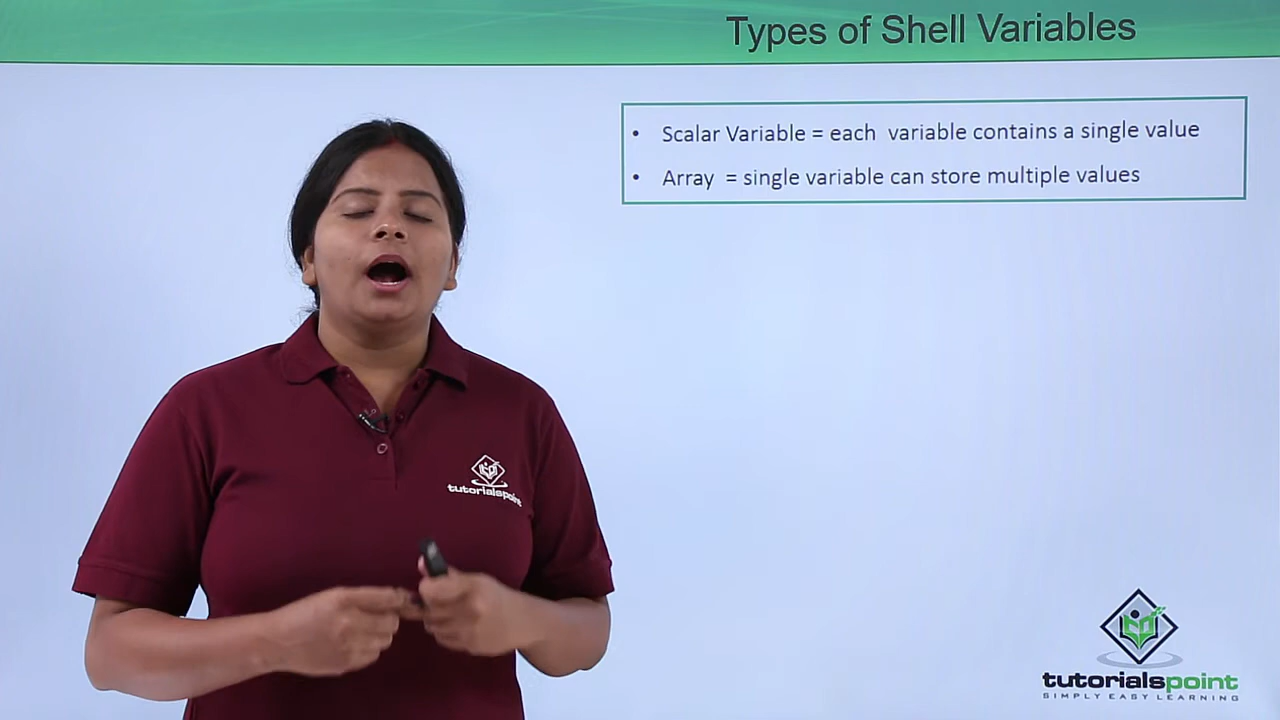 Types of Shell Variables
• Scalar Variable = each variable contains a single value
• Array = single variable can store multiple values
tutorialspoint
tutorialspoint
SIMPLY EASY LEARNING